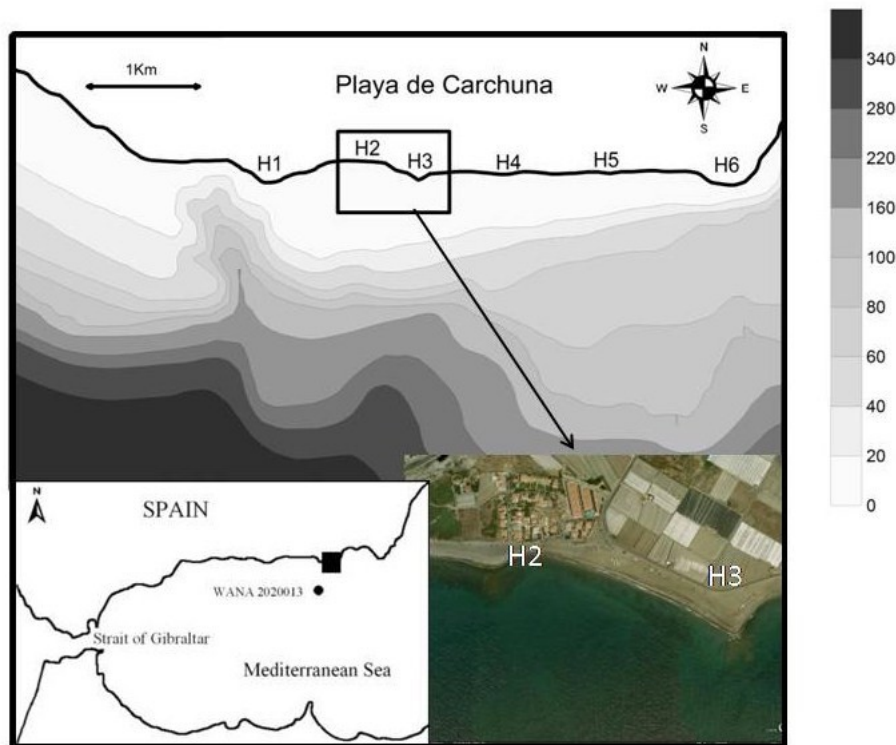 1Km
Playa de Carchuna
N
W
E
S
H1
H2
H3
H4
H5
H6
340
280
220
160
100
80
60
40
20
0
N
SPAIN
WANA 2020013
Strait of Gibraltar
Mediterranean Sea
H2
H3